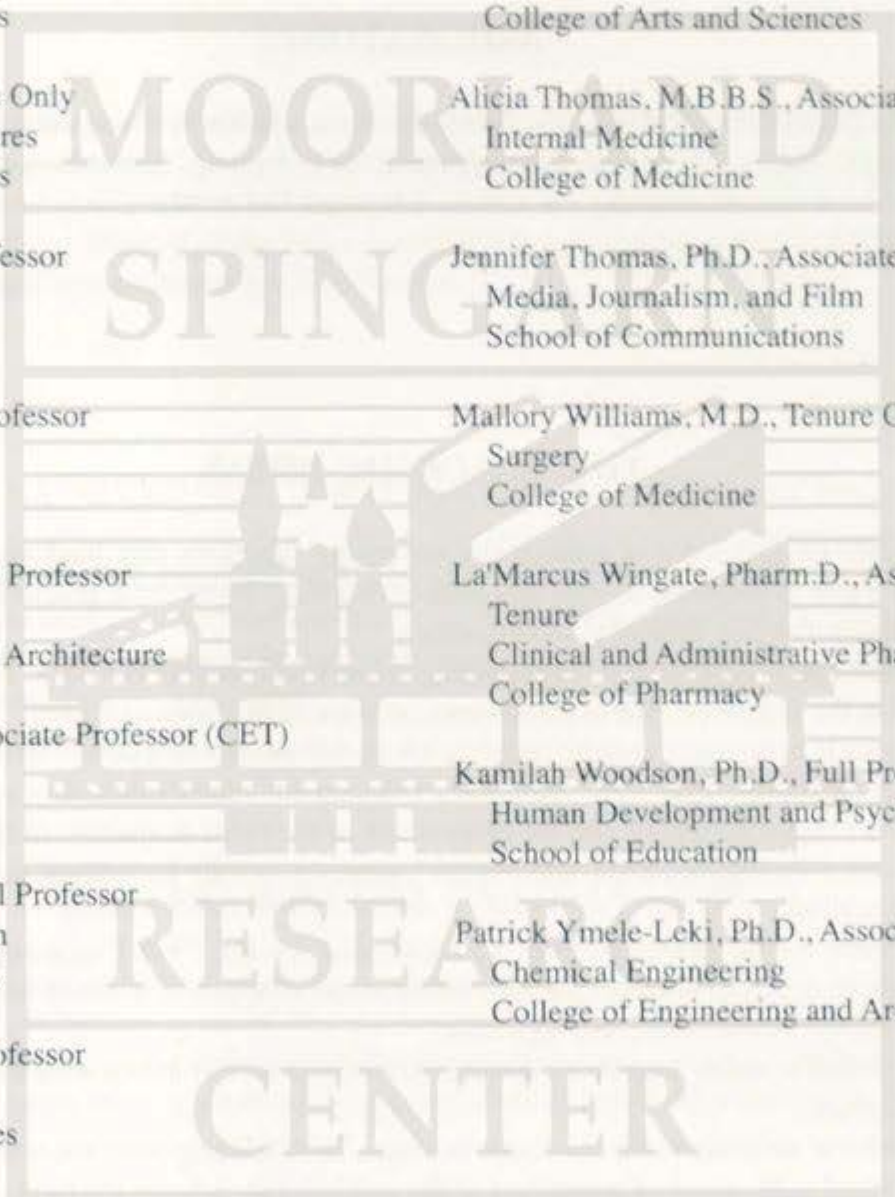 s
Only
res
s
fessor
ofessor
Professor
Architecture
ociate Professor (CET)
l Professor
n
ofessor
es
College of Arts and Sciences
Alicia Thomas, M.B.B.S., Associa
Internal Medicine
College of Medicine
Jennifer Thomas, Ph.D., Associate
Media, Journalism, and Film
School of Communications
Mallory Williams, M.D., Tenure O
Surgery
College of Medicine
La'Marcus Wingate, Pharm.D., As
Tenure
Clinical and Administrative Pha
College of Pharmacy
Kamilah Woodson, Ph.D., Full Pr
Human Development and Psyc
School of Education
Patrick Ymele-Leki, Ph.D., Assoc
Chemical Engineering
College of Engineering and Ar
MOORLAND
SPINGARN
RESEARCH
CENTER